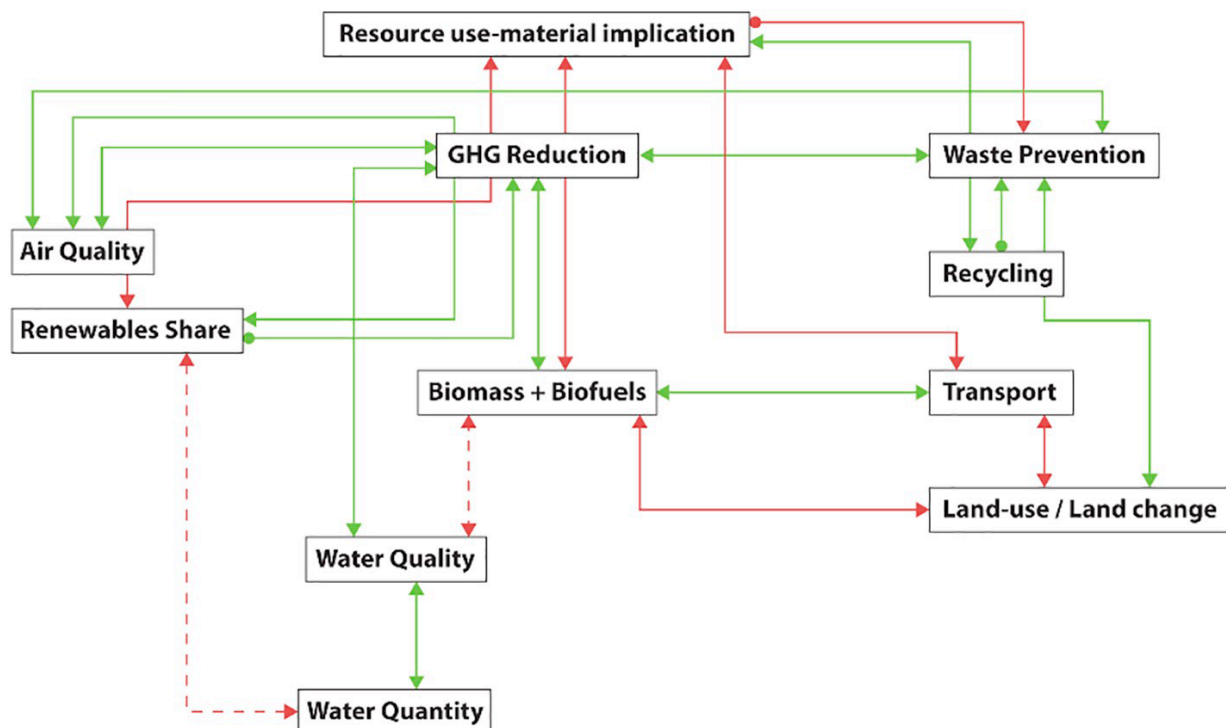 Resource use-material implication
GHG Reduction
Waste Prevention
Air Quality
Recycling
Renewables Share
Biomass + Biofuels
Transport
Land-use / Land change
Water Quality
Water Quantity